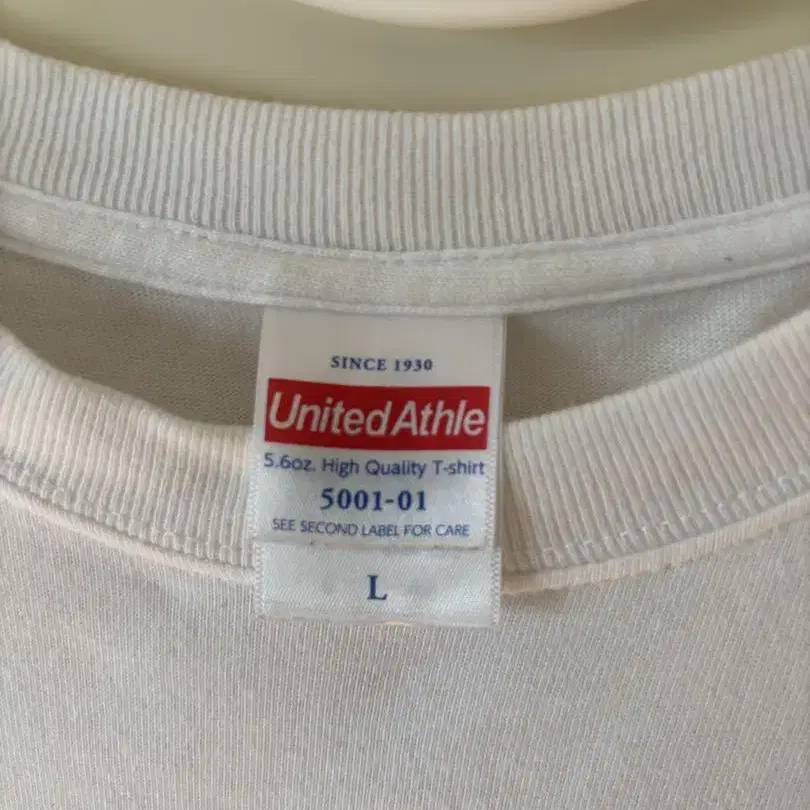 SINCE 1930
UnitedAthle
5.6oz. High Quality T-shirt
5001-01
SEE SECOND LABEL FOR CARE
L